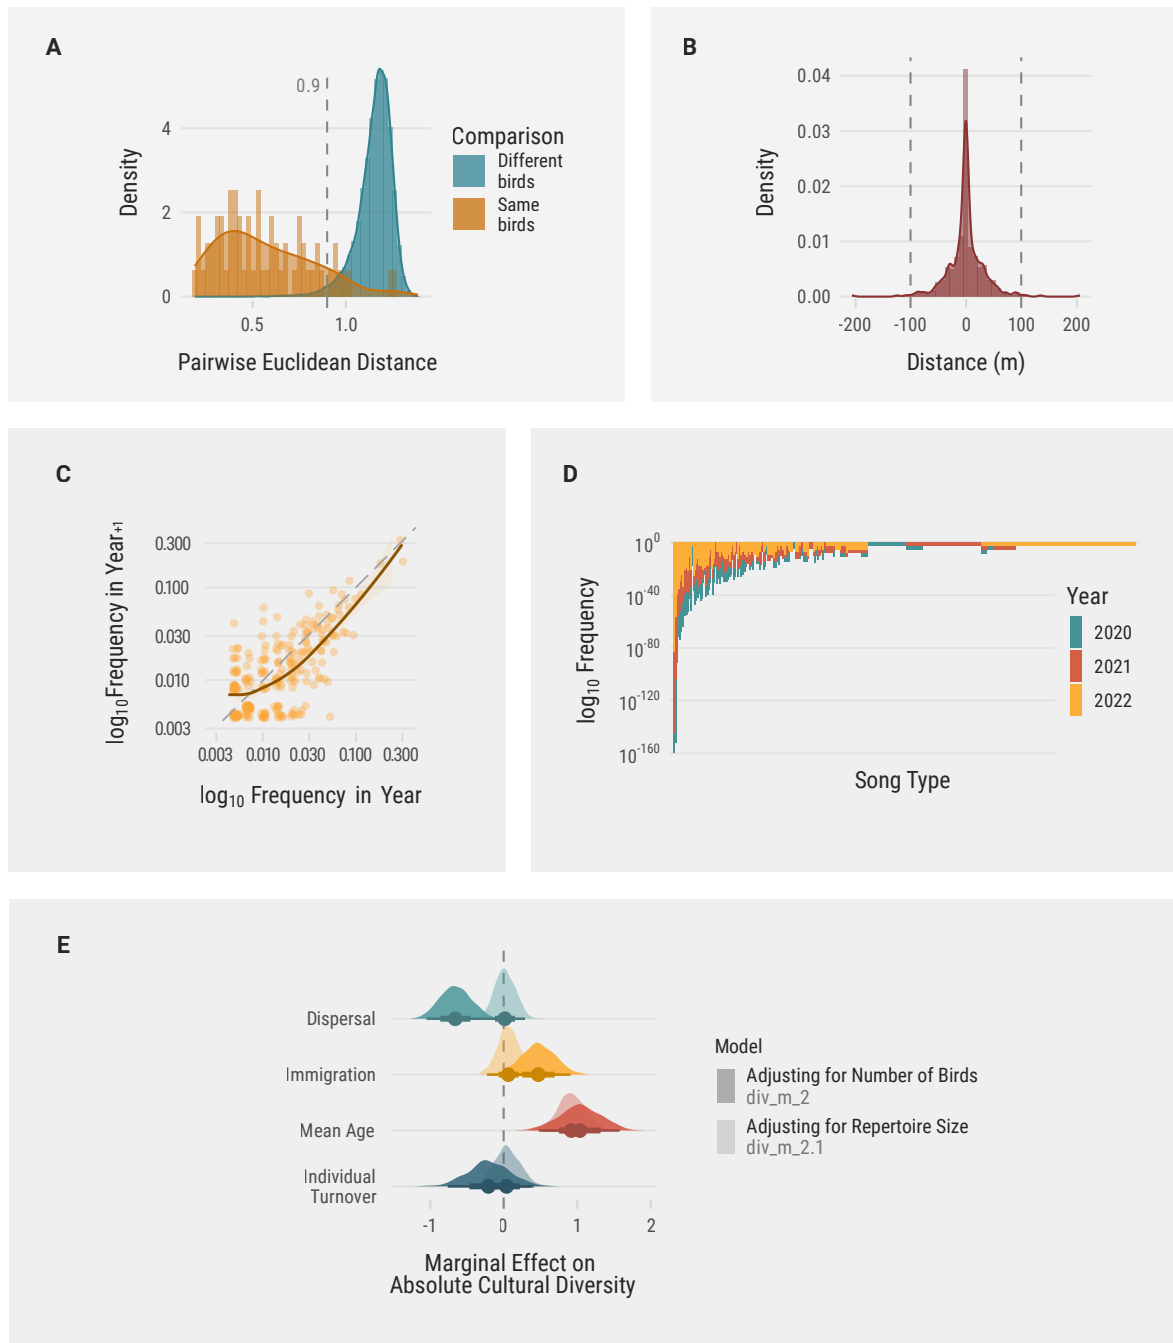 A
0.9
4
2
0
Density
0.5
1.0
Pairwise Euclidean Distance
Comparison
Different
birds
Same
birds
B
0.04
0.03
0.02
0.01
0.00
Density
-200
-100
0
100
200
Distance (m)
C
0.300
0.100
0.030
0.010
0.003
log10 Frequency in Year+1
0.003
0.010
0.030
0.100
0.300
log10 Frequency in Year
D
10^0
10^-40
10^-80
10^-120
10^-160
log10 Frequency
Song Type
Year
2020
2021
2022
E
Dispersal
Immigration
Mean Age
Individual
Turnover
-1
0
1
2
Marginal Effect on
Absolute Cultural Diversity
Model
Adjusting for Number of Birds
div_m_2
Adjusting for Repertoire Size
div_m_2.1